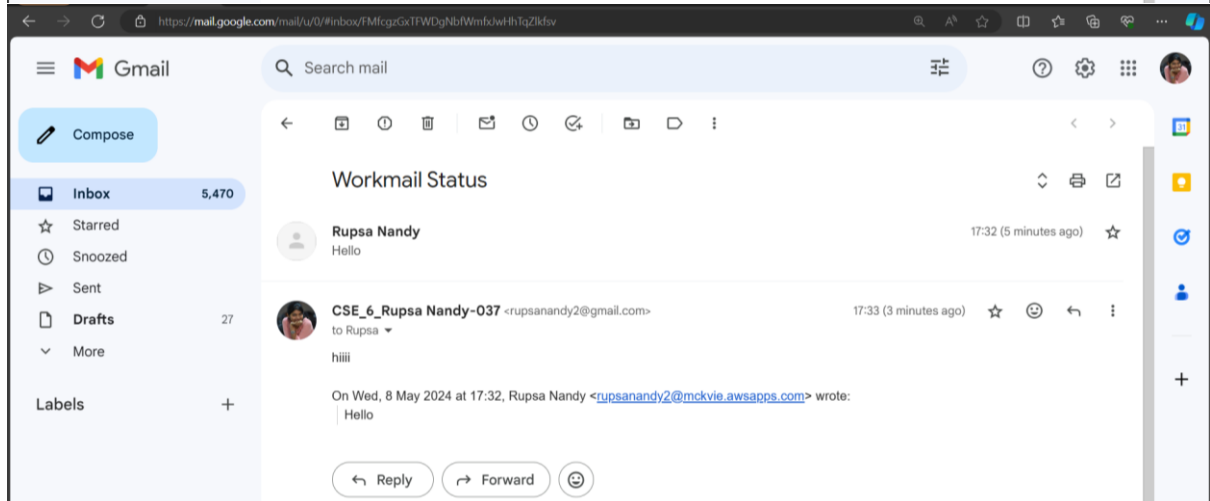 https://mail.google.com/mail/u/0/#inbox/FMfcgzGxTFWDgNbfWmfxJwHhTqZlkfsv
Gmail
Search mail
Compose
Workmail Status
Inbox 5,470
Starred
Snoozed
Sent
Drafts 27
More
Labels
Rupsa Nandy 17:32 (5 minutes ago)
Hello
CSE_6_Rupsa Nandy-037 <rupsanandy2@gmail.com> 17:33 (3 minutes ago)
to Rupsa
hiiii
On Wed, 8 May 2024 at 17:32, Rupsa Nandy <rupsanandy2@mckvie.awsapps.com> wrote:
Hello
Reply Forward
31